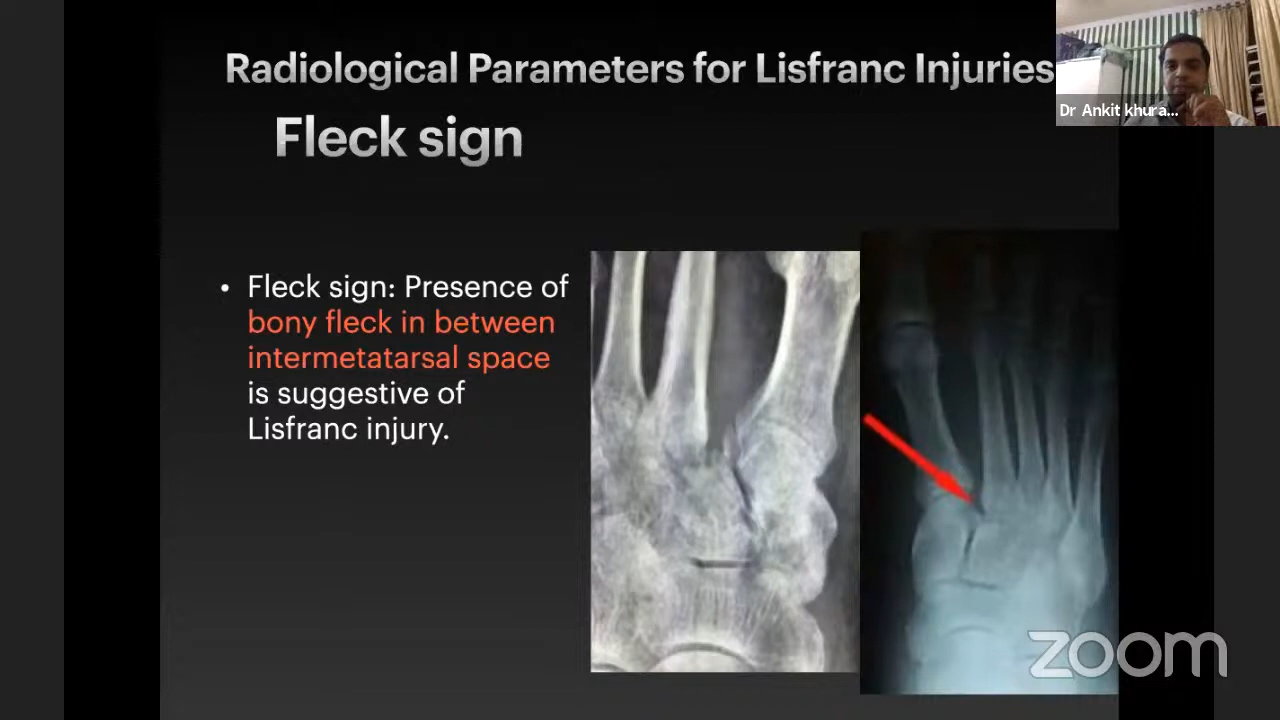 Radiological Parameters for Lisfranc Injuries
Fleck sign
Dr Ankit khura...
• Fleck sign: Presence of
bony fleck in between
intermetatarsal space
is suggestive of
Lisfranc injury.
zoom